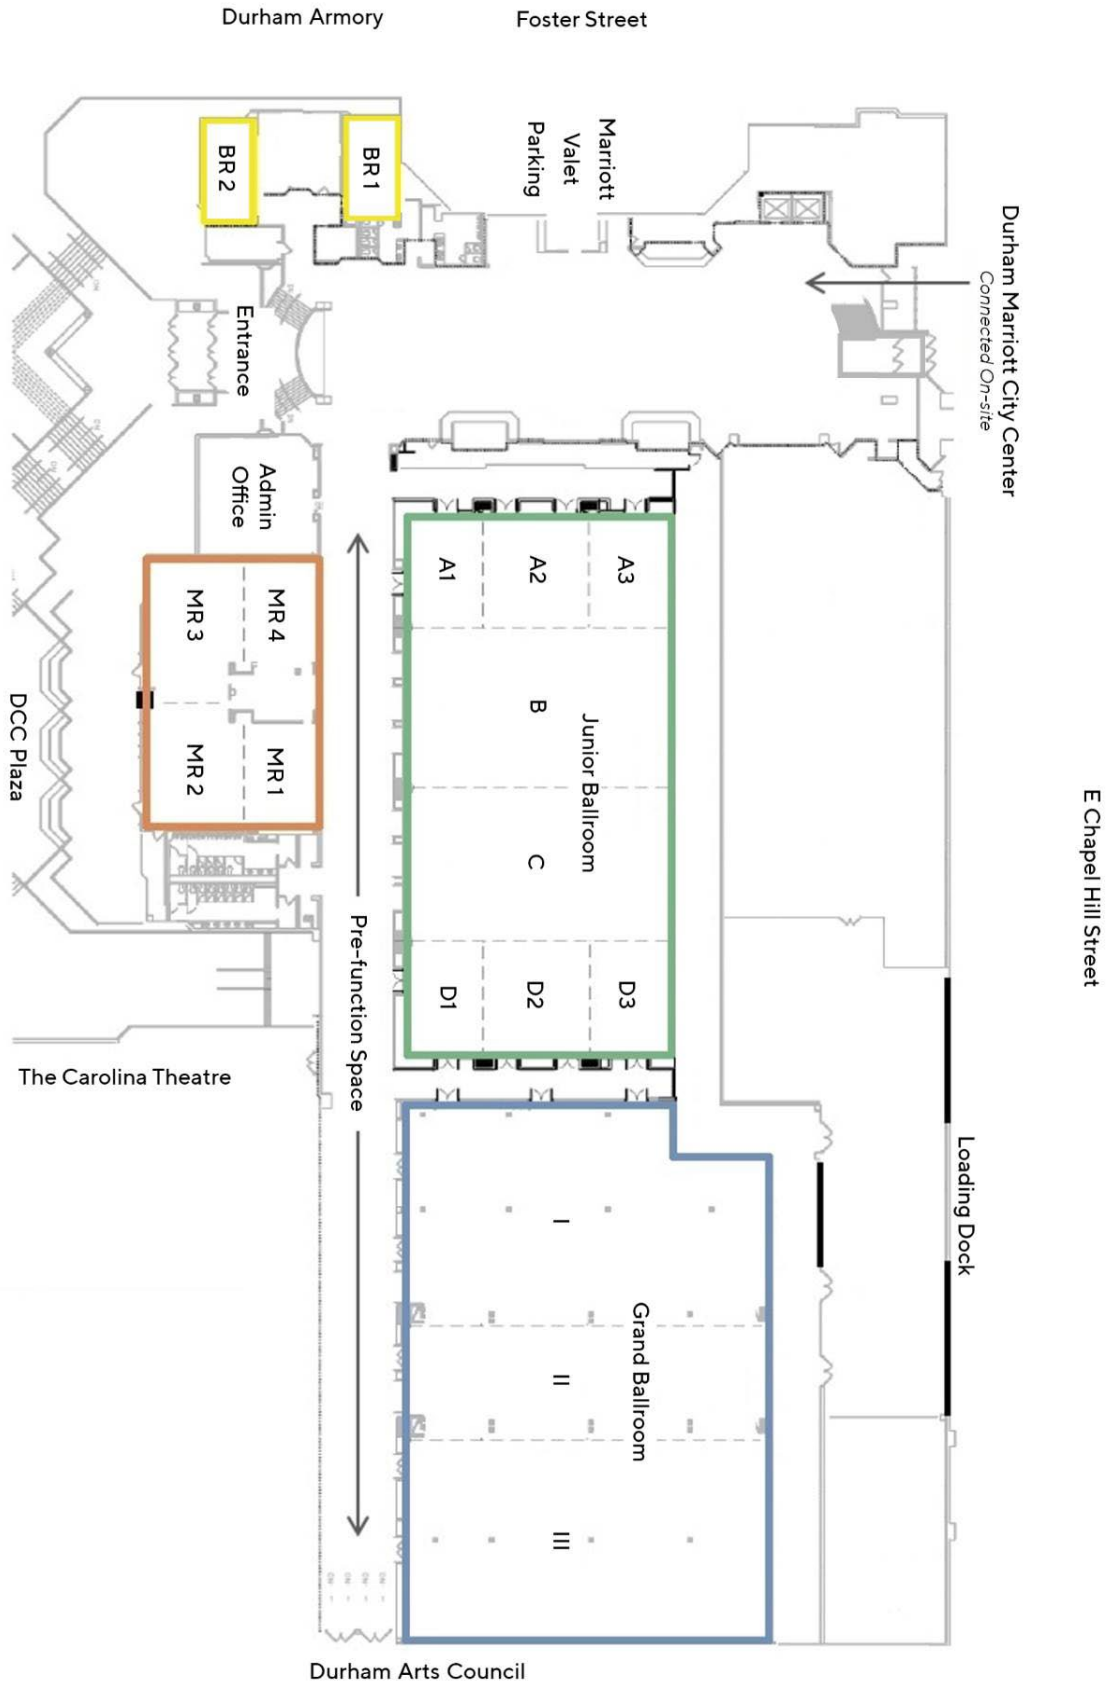 Durham Armory
Foster Street
BR 2
BR 1
Marriott
Valet
Parking
Durham Marriott City Center
Connected On-site
Entrance
Admin
Office
A1
A2
A3
MR 3
MR 4
B
Junior Ballroom
DCC Plaza
MR 2
MR 1
C
E Chapel Hill Street
Pre-function Space
D1
D2
D3
The Carolina Theatre
Loading Dock
I
Grand Ballroom
II
III
Durham Arts Council